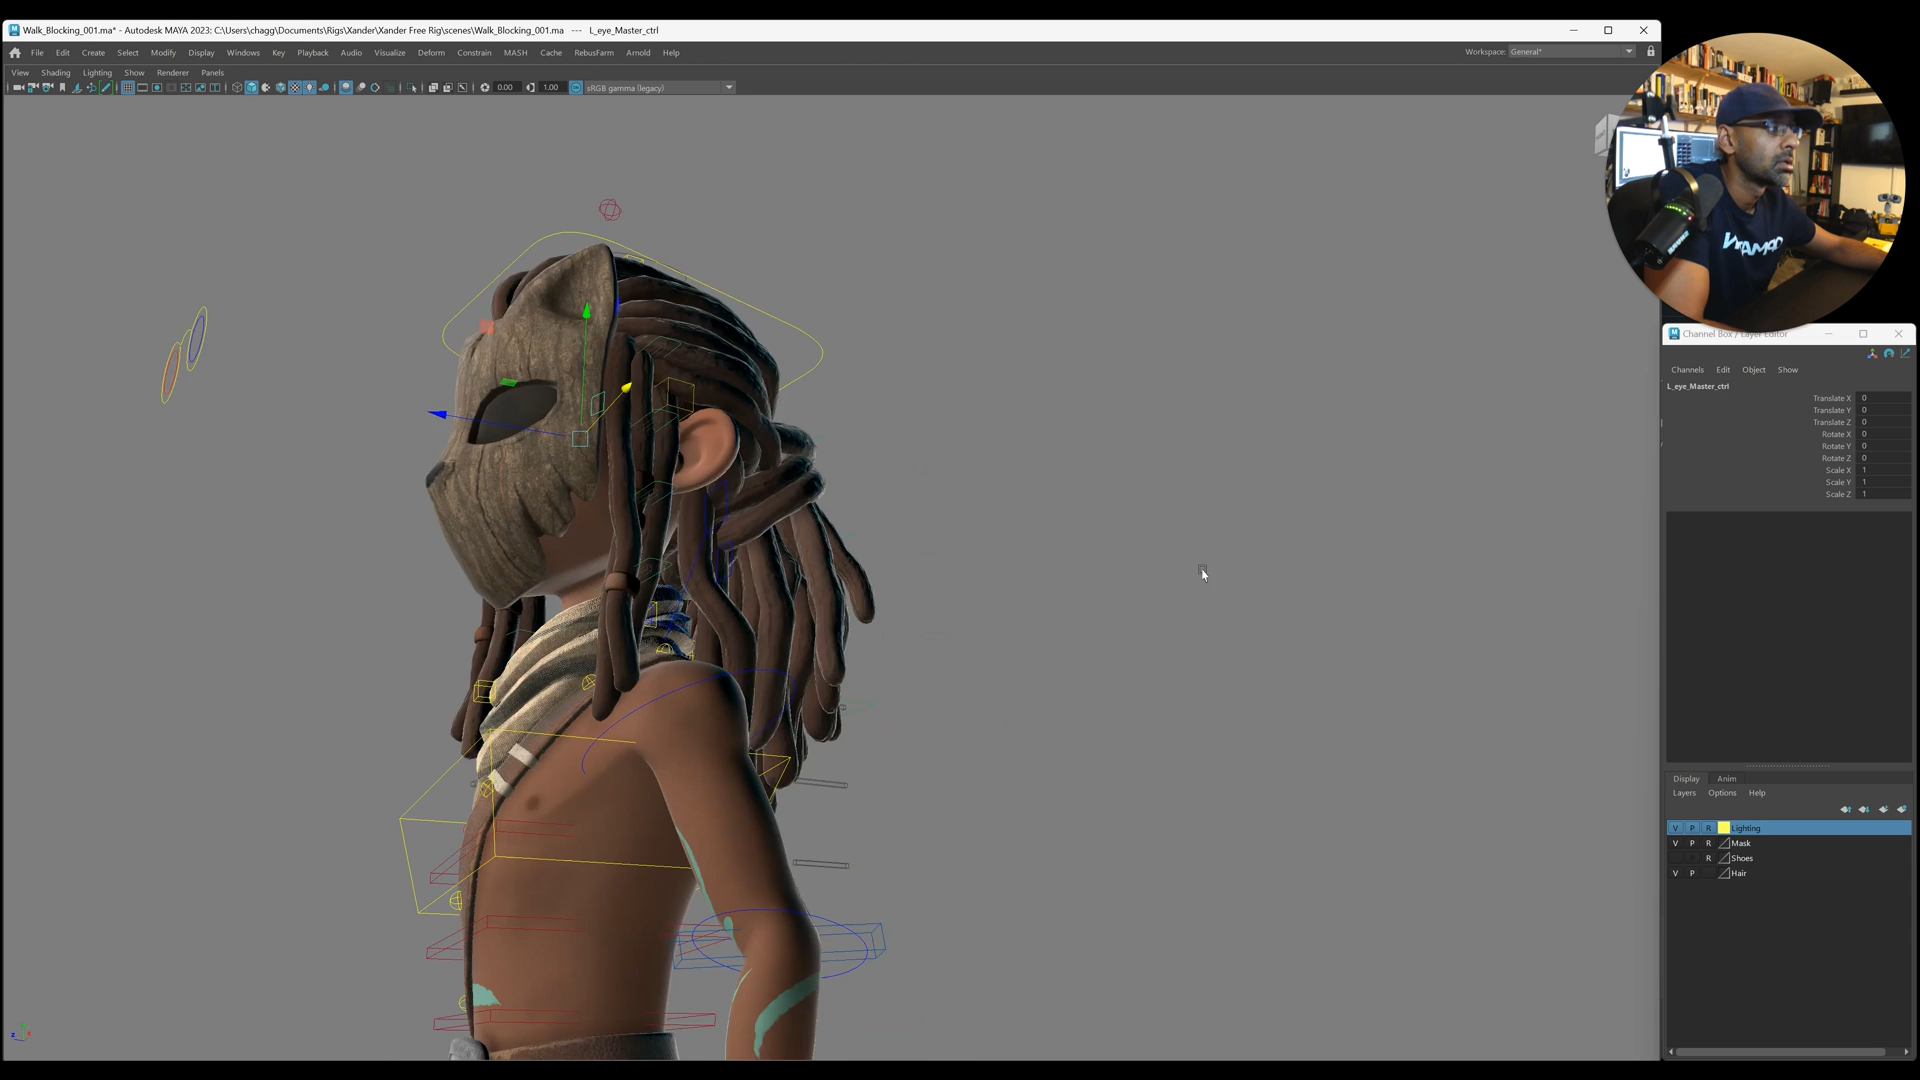 Walk_Blocking_001.ma* - Autodesk MAYA 2023: C:\Users\chagg\Documents\Rigs\Xander\Xander Free Rig\scenes\Walk_Blocking_001.ma --- L_eye_Master_ctrl
File Edit Create Select Modify Display Windows Key Playback Audio Visualize Deform Constrain MASH Cache RebusFarm Arnold Help
Workspace: General*
View Shading Lighting Show Renderer Panels
0.00 1.00 sRGB gamma (legacy)
Channel Box / Layer Editor
Channels Edit Object Show
L_eye_Master_ctrl
Translate X 0
Translate Y 0
Translate Z 0
Rotate X 0
Rotate Y 0
Rotate Z 0
Scale X 1
Scale Y 1
Scale Z 1
Display Anim
Layers Options Help
V P R Lighting
V P R Mask
R Shoes
V P Hair
z x